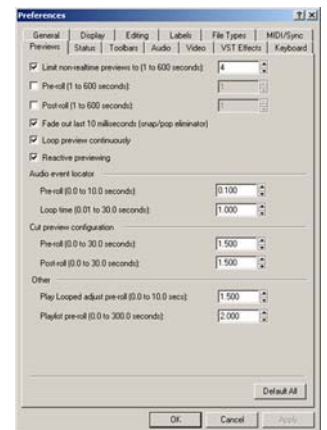 Preferences
General Display Editing Labels File Types MIDI/Sync
Previews Status Toolbars Audio Video VST Effects Keyboard
Limit non-realtime previews to (1 to 600 seconds): 4
Pre-roll (1 to 600 seconds): 1
Post-roll (1 to 600 seconds): 1
Fade out last 10 milliseconds (snap/pop eliminator)
Loop preview continuously
Reactive previewing
Audio event locator
Pre-roll (0.0 to 10.0 seconds): 0.100
Loop time (0.01 to 30.0 seconds): 1.000
Cut preview configuration
Pre-roll (0.0 to 30.0 seconds): 1.500
Post-roll (0.0 to 30.0 seconds): 1.500
Other
Play Looped adjust pre-roll (0.0 to 10.0 secs): 1.500
Playlist pre-roll (0.0 to 300.0 seconds): 2.000
Default All
OK Cancel Apply